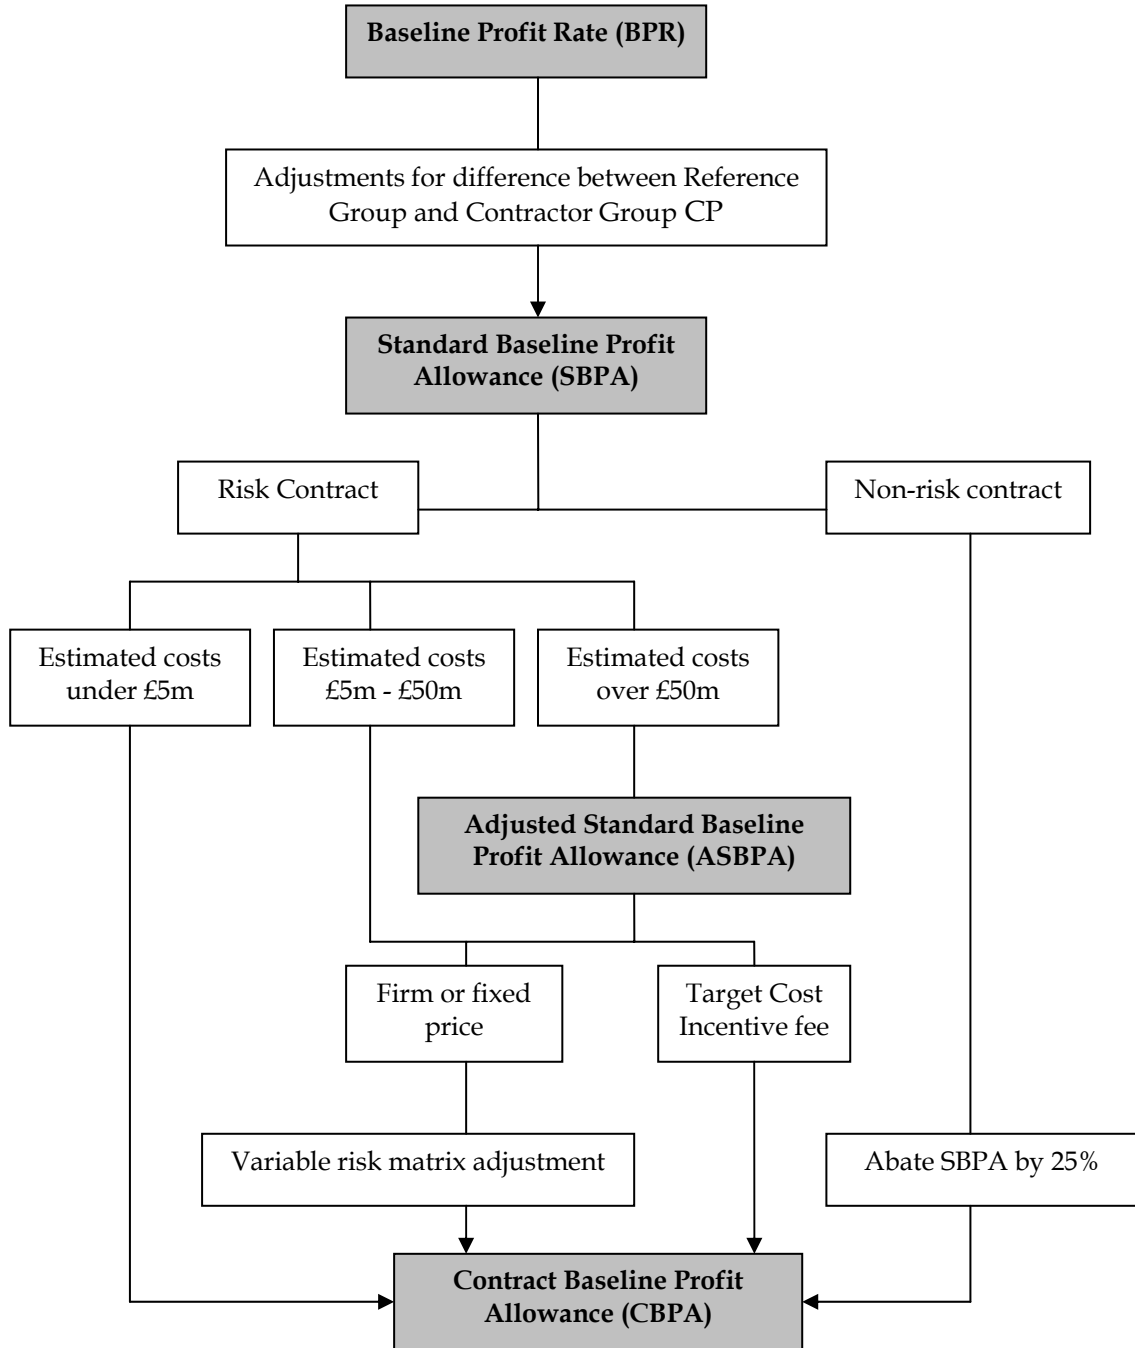 Baseline Profit Rate (BPR)
Adjustments for difference between Reference
Group and Contractor Group CP
Standard Baseline Profit
Allowance (SBPA)
Risk Contract
Non-risk contract
Estimated costs
under £5m
Estimated costs
£5m - £50m
Estimated costs
over £50m
Adjusted Standard Baseline
Profit Allowance (ASBPA)
Firm or fixed
price
Target Cost
Incentive fee
Variable risk matrix adjustment
Abate SBPA by 25%
Contract Baseline Profit
Allowance (CBPA)